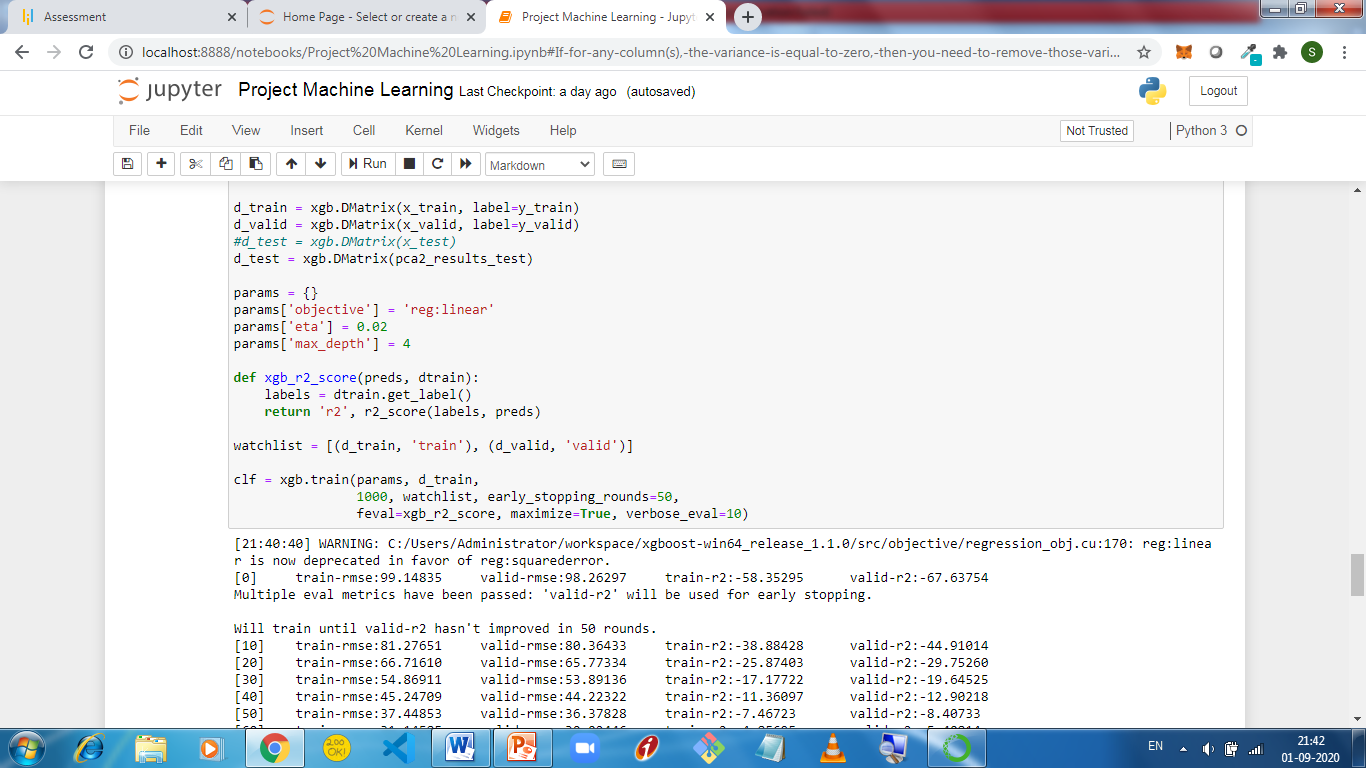 Assessment
Home Page - Select or create a n
Project Machine Learning - Jupyt
localhost:8888/notebooks/Project%20Machine%20Learning.ipynb#If-for-any-column(s),-the-variance-is-equal-to-zero,-then-you-need-to-remove-those-vari...
S
jupyter Project Machine Learning Last Checkpoint: a day ago (autosaved)
Logout
File Edit View Insert Cell Kernel Widgets Help
Not Trusted
Python 3
Run
Markdown
d_train = xgb.DMatrix(x_train, label=y_train)
d_valid = xgb.DMatrix(x_valid, label=y_valid)
#d_test = xgb.DMatrix(x_test)
d_test = xgb.DMatrix(pca2_results_test)
params = {}
params['objective'] = 'reg:linear'
params['eta'] = 0.02
params['max_depth'] = 4
def xgb_r2_score(preds, dtrain):
    labels = dtrain.get_label()
    return 'r2', r2_score(labels, preds)
watchlist = [(d_train, 'train'), (d_valid, 'valid')]
clf = xgb.train(params, d_train,
                1000, watchlist, early_stopping_rounds=50,
                feval=xgb_r2_score, maximize=True, verbose_eval=10)
[21:40:40] WARNING: C:/Users/Administrator/workspace/xgboost-win64_release_1.1.0/src/objective/regression_obj.cu:170: reg:linea
r is now deprecated in favor of reg:squarederror.
[0] train-rmse:99.14835 valid-rmse:98.26297 train-r2:-58.35295 valid-r2:-67.63754
Multiple eval metrics have been passed: 'valid-r2' will be used for early stopping.
Will train until valid-r2 hasn't improved in 50 rounds.
[10] train-rmse:81.27651 valid-rmse:80.36433 train-r2:-38.88428 valid-r2:-44.91014
[20] train-rmse:66.71610 valid-rmse:65.77334 train-r2:-25.87403 valid-r2:-29.75260
[30] train-rmse:54.86911 valid-rmse:53.89136 train-r2:-17.17722 valid-r2:-19.64525
[40] train-rmse:45.24709 valid-rmse:44.22322 train-r2:-11.36097 valid-r2:-12.90218
[50] train-rmse:37.44853 valid-rmse:36.37828 train-r2:-7.46723 valid-r2:-8.40733
200
OK!
EN
21:42
01-09-2020